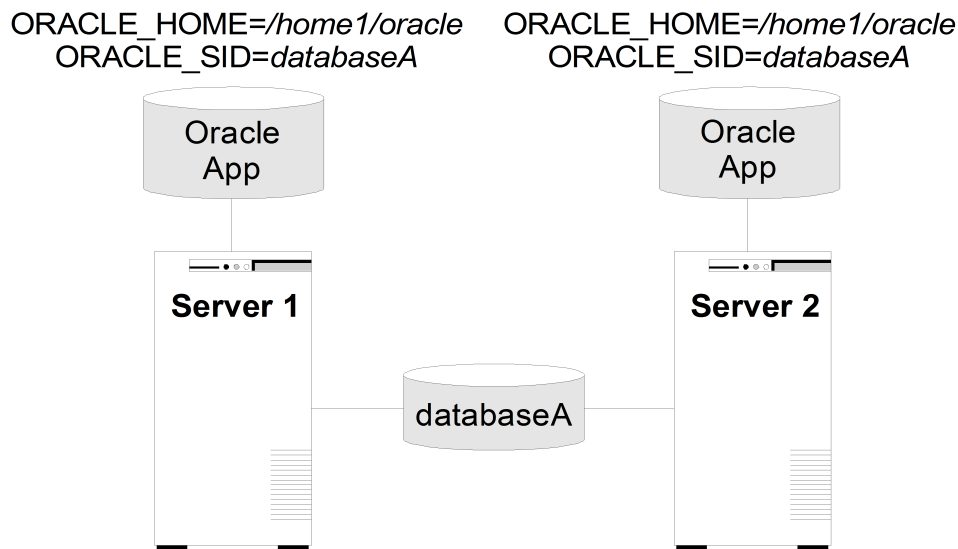 ORACLE_HOME=/home1/oracle
ORACLE_SID=databaseA
ORACLE_HOME=/home1/oracle
ORACLE_SID=databaseA
Oracle
App
Oracle
App
Server 1
Server 2
databaseA